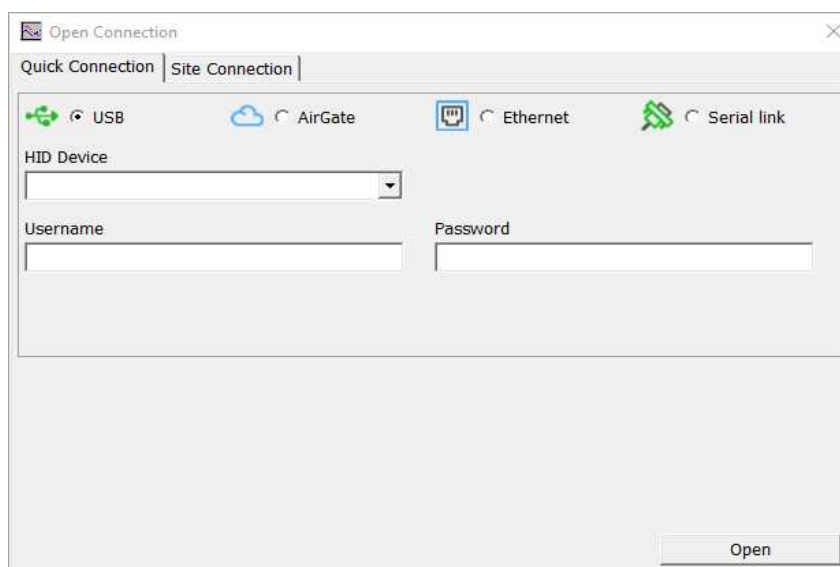 Open Connection
Quick Connection Site Connection
USB AirGate Ethernet Serial link
HID Device
Username Password
Open